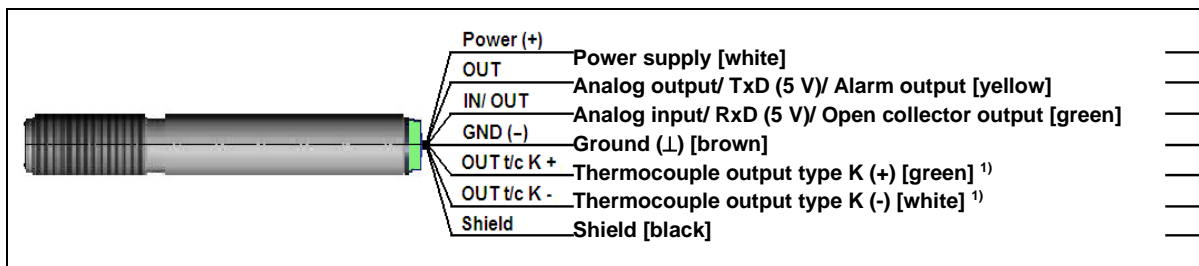 Power (+) Power supply [white]
OUT Analog output/ TxD (5 V)/ Alarm output [yellow]
IN/ OUT Analog input/ RxD (5 V)/ Open collector output [green]
GND (–) Ground (⊥) [brown]
OUT t/c K + Thermocouple output type K (+) [green] ¹⁾
OUT t/c K - Thermocouple output type K (-) [white] ¹⁾
Shield Shield [black]